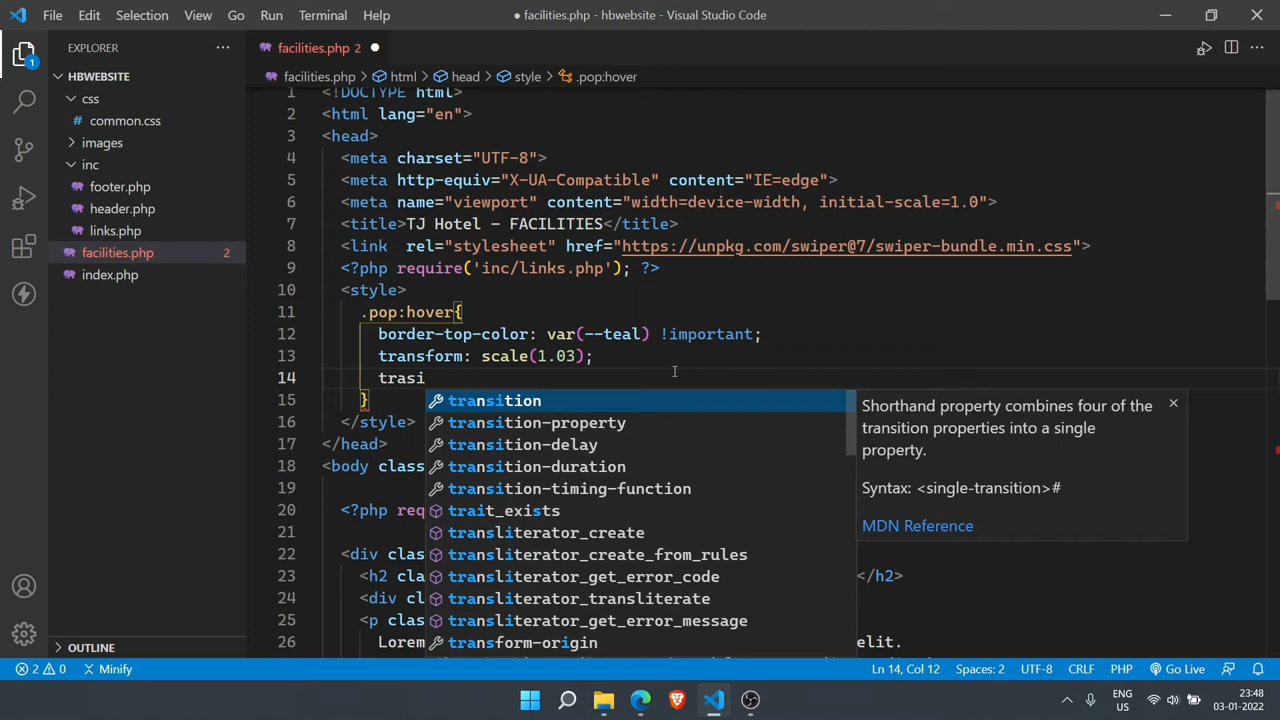 File Edit Selection View Go Run Terminal Help
● facilities.php - hbwebsite - Visual Studio Code
EXPLORER
facilities.php 2
HBWEBSITE
css
common.css
images
inc
footer.php
header.php
links.php
facilities.php 2
index.php
OUTLINE
1
facilities.php > html > head > style > .pop:hover
1 <!DOCTYPE html>
2 <html lang="en">
3 <head>
4 <meta charset="UTF-8">
5 <meta http-equiv="X-UA-Compatible" content="IE=edge">
6 <meta name="viewport" content="width=device-width, initial-scale=1.0">
7 <title>TJ Hotel - FACILITIES</title>
8 <link  rel="stylesheet" href="https://unpkg.com/swiper@7/swiper-bundle.min.css">
9 <?php require('inc/links.php'); ?>
10 <style>
11 .pop:hover{
12 border-top-color: var(--teal) !important;
13 transform: scale(1.03);
14 trasi
15 }
16 </style>
17 </head>
18 <body class
19
20 <?php req
21
22 <div clas
23 <h2 cla </h2>
24 <div cl
25 <p clas
26 Lorem elit.
transition
transition-property
transition-delay
transition-duration
transition-timing-function
trait_exists
transliterator_create
transliterator_create_from_rules
transliterator_get_error_code
transliterator_transliterate
transliterator_get_error_message
transform-origin
Shorthand property combines four of the
transition properties into a single
property.
Syntax: <single-transition>#
MDN Reference
2 0 Minify
Ln 14, Col 12 Spaces: 2 UTF-8 CRLF PHP Go Live
ENG
US
23:48
03-01-2022